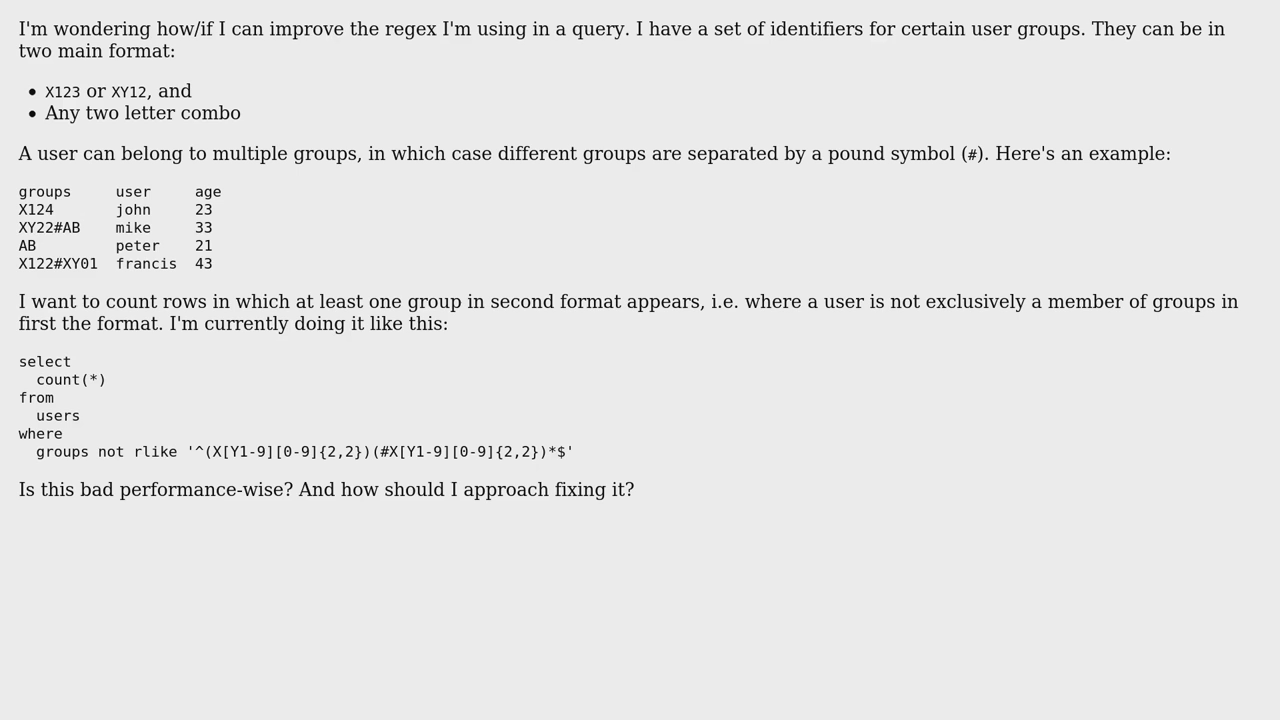 I'm wondering how/if I can improve the regex I'm using in a query. I have a set of identifiers for certain user groups. They can be in
two main format:
• X123 or XY12, and
• Any two letter combo
A user can belong to multiple groups, in which case different groups are separated by a pound symbol (#). Here's an example:
groups     user     age
X124       john     23
XY22#AB    mike     33
AB         peter    21
X122#XY01  francis  43
I want to count rows in which at least one group in second format appears, i.e. where a user is not exclusively a member of groups in
first the format. I'm currently doing it like this:
select
  count(*)
from
  users
where
  groups not rlike '^(X[Y1-9][0-9]{2,2})(#X[Y1-9][0-9]{2,2})*$'
Is this bad performance-wise? And how should I approach fixing it?